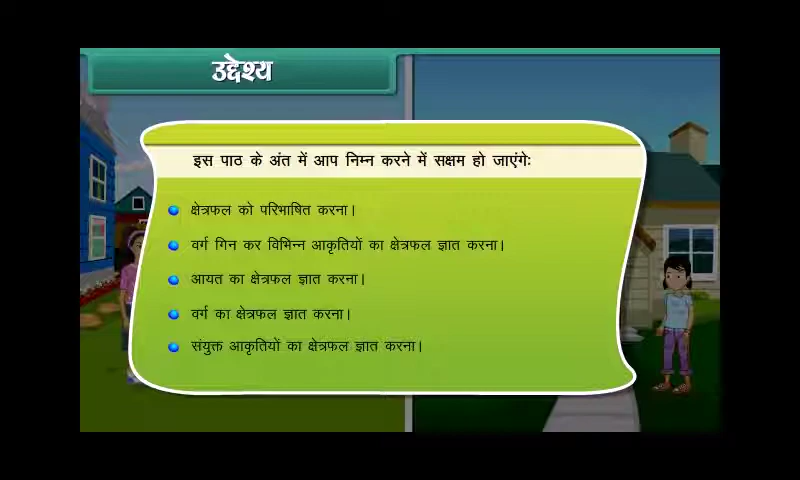 उद्देश्य
इस पाठ के अंत में आप निम्न करने में सक्षम हो जाएंगे:
क्षेत्रफल को परिभाषित करना।
वर्ग गिन कर विभिन्न आकृतियों का क्षेत्रफल ज्ञात करना।
आयत का क्षेत्रफल ज्ञात करना।
वर्ग का क्षेत्रफल ज्ञात करना।
संयुक्त आकृतियों का क्षेत्रफल ज्ञात करना।